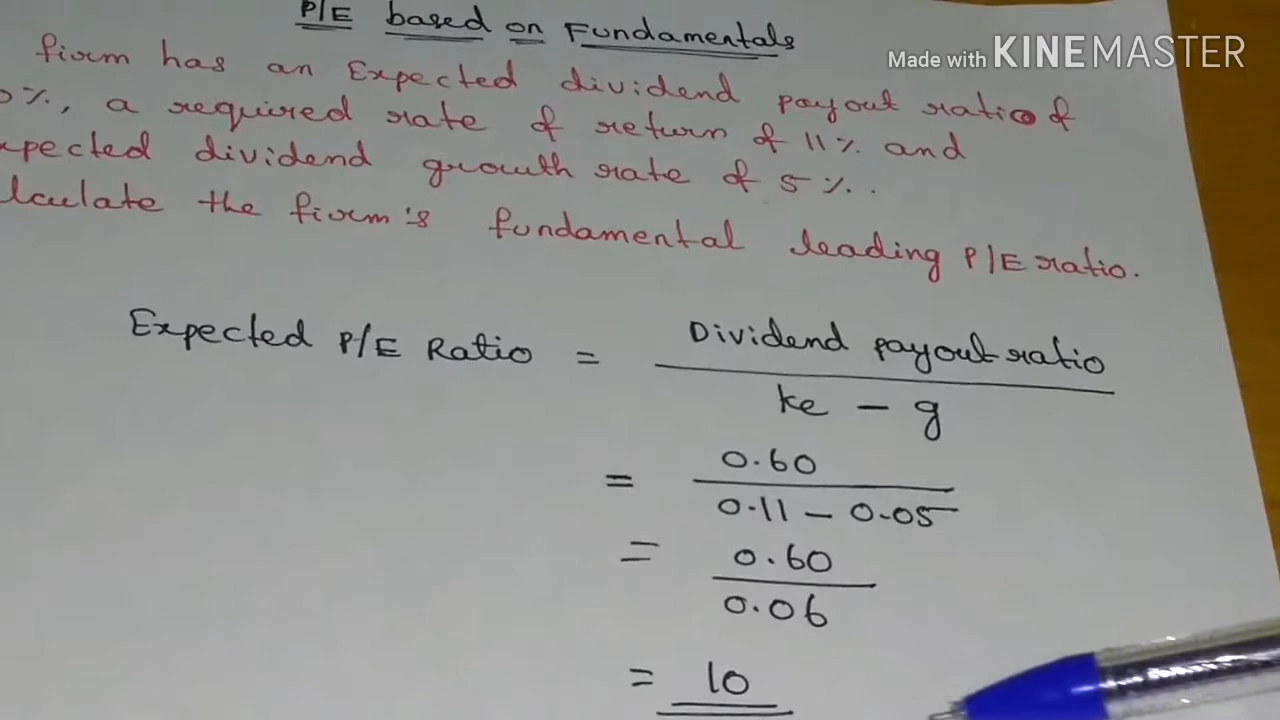 P/E based on Fundamentals
Made with KINEMASTER
firm has an Expected dividend payout ratio of
0%, a required rate of return of 11% and
xpected dividend growth rate of 5%..
lculate the firm's fundamental leading P/E ratio.
Expected P/E Ratio = Dividend payout ratio
ke - g
= 0.60
0.11 - 0.05
= 0.60
0.06
= 10